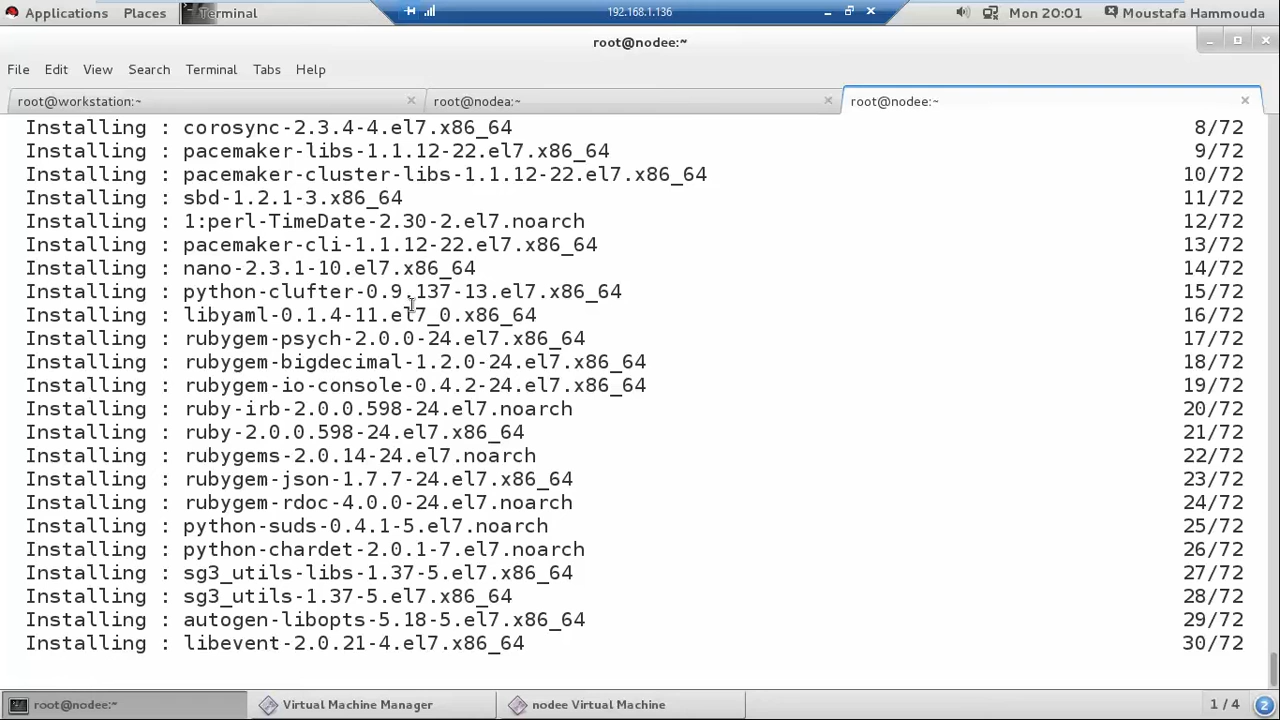 Applications Places Terminal 192.168.1.136 Mon 20:01 Moustafa Hammouda
root@nodee:~
File Edit View Search Terminal Tabs Help
root@workstation:~ root@nodea:~ root@nodee:~
Installing : corosync-2.3.4-4.el7.x86_64 8/72
Installing : pacemaker-libs-1.1.12-22.el7.x86_64 9/72
Installing : pacemaker-cluster-libs-1.1.12-22.el7.x86_64 10/72
Installing : sbd-1.2.1-3.x86_64 11/72
Installing : 1:perl-TimeDate-2.30-2.el7.noarch 12/72
Installing : pacemaker-cli-1.1.12-22.el7.x86_64 13/72
Installing : nano-2.3.1-10.el7.x86_64 14/72
Installing : python-clufter-0.9.137-13.el7.x86_64 15/72
Installing : libyaml-0.1.4-11.el7_0.x86_64 16/72
Installing : rubygem-psych-2.0.0-24.el7.x86_64 17/72
Installing : rubygem-bigdecimal-1.2.0-24.el7.x86_64 18/72
Installing : rubygem-io-console-0.4.2-24.el7.x86_64 19/72
Installing : ruby-irb-2.0.0.598-24.el7.noarch 20/72
Installing : ruby-2.0.0.598-24.el7.x86_64 21/72
Installing : rubygems-2.0.14-24.el7.noarch 22/72
Installing : rubygem-json-1.7.7-24.el7.x86_64 23/72
Installing : rubygem-rdoc-4.0.0-24.el7.noarch 24/72
Installing : python-suds-0.4.1-5.el7.noarch 25/72
Installing : python-chardet-2.0.1-7.el7.noarch 26/72
Installing : sg3_utils-libs-1.37-5.el7.x86_64 27/72
Installing : sg3_utils-1.37-5.el7.x86_64 28/72
Installing : autogen-libopts-5.18-5.el7.x86_64 29/72
Installing : libevent-2.0.21-4.el7.x86_64 30/72
root@nodee:~ Virtual Machine Manager nodee Virtual Machine 1 / 4 2